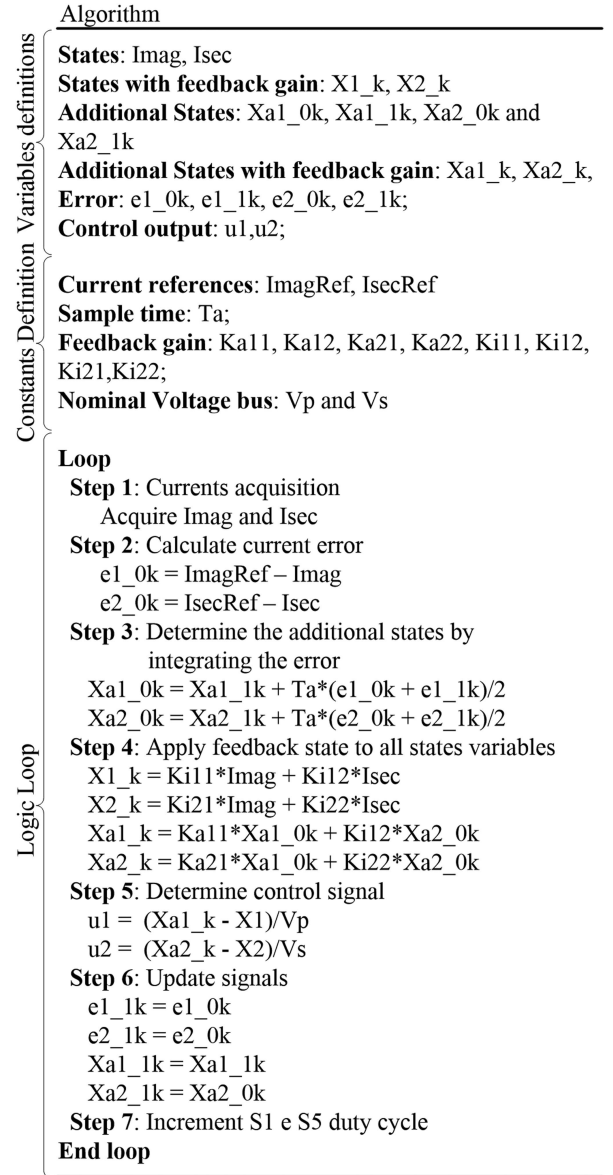 Algorithm
Variables definitions
States: Imag, Isec
States with feedback gain: X1_k, X2_k
Additional States: Xa1_0k, Xa1_1k, Xa2_0k and
Xa2_1k
Additional States with feedback gain: Xa1_k, Xa2_k,
Error: e1_0k, e1_1k, e2_0k, e2_1k;
Control output: u1,u2;
Constants Definition
Current references: ImagRef, IsecRef
Sample time: Ta;
Feedback gain: Ka11, Ka12, Ka21, Ka22, Ki11, Ki12,
Ki21,Ki22;
Nominal Voltage bus: Vp and Vs
Logic Loop
Loop
Step 1: Currents acquisition
Acquire Imag and Isec
Step 2: Calculate current error
e1_0k = ImagRef – Imag
e2_0k = IsecRef – Isec
Step 3: Determine the additional states by
integrating the error
Xa1_0k = Xa1_1k + Ta*(e1_0k + e1_1k)/2
Xa2_0k = Xa2_1k + Ta*(e2_0k + e2_1k)/2
Step 4: Apply feedback state to all states variables
X1_k = Ki11*Imag + Ki12*Isec
X2_k = Ki21*Imag + Ki22*Isec
Xa1_k = Ka11*Xa1_0k + Ki12*Xa2_0k
Xa2_k = Ka21*Xa1_0k + Ki22*Xa2_0k
Step 5: Determine control signal
u1 = (Xa1_k - X1)/Vp
u2 = (Xa2_k - X2)/Vs
Step 6: Update signals
e1_1k = e1_0k
e2_1k = e2_0k
Xa1_1k = Xa1_1k
Xa2_1k = Xa2_0k
Step 7: Increment S1 e S5 duty cycle
End loop